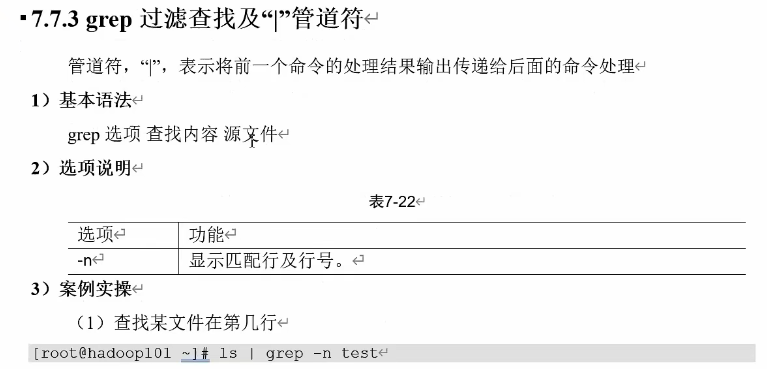 7.7.3 grep 过滤查找及“|”管道符
管道符，“|”，表示将前一个命令的处理结果输出传递给后面的命令处理
1）基本语法
grep 选项 查找内容 源文件
2）选项说明
表7-22
选项 功能
-n 显示匹配行及行号。
3）案例实操
（1）查找某文件在第几行
[root@hadoop101 ~]# ls | grep -n test